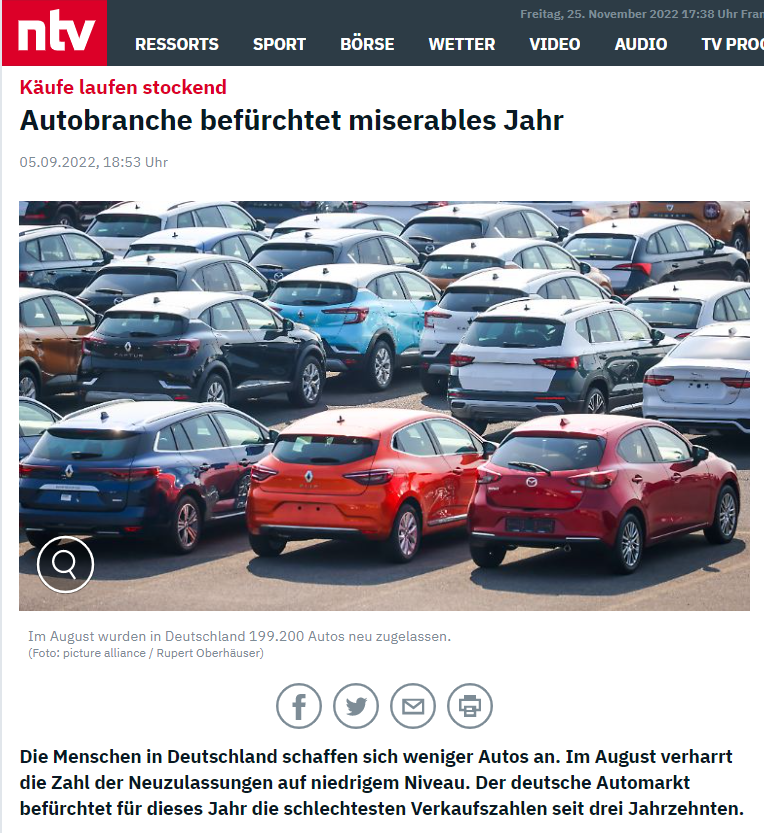 ntv
Freitag, 25. November 2022 17:38 Uhr Fran
RESSORTS SPORT BÖRSE WETTER VIDEO AUDIO TV PROG
Käufe laufen stockend
Autobranche befürchtet miserables Jahr
05.09.2022, 18:53 Uhr
CAPTUR
Im August wurden in Deutschland 199.200 Autos neu zugelassen.
(Foto: picture alliance / Rupert Oberhäuser)
Die Menschen in Deutschland schaffen sich weniger Autos an. Im August verharrt
die Zahl der Neuzulassungen auf niedrigem Niveau. Der deutsche Automarkt
befürchtet für dieses Jahr die schlechtesten Verkaufszahlen seit drei Jahrzehnten.